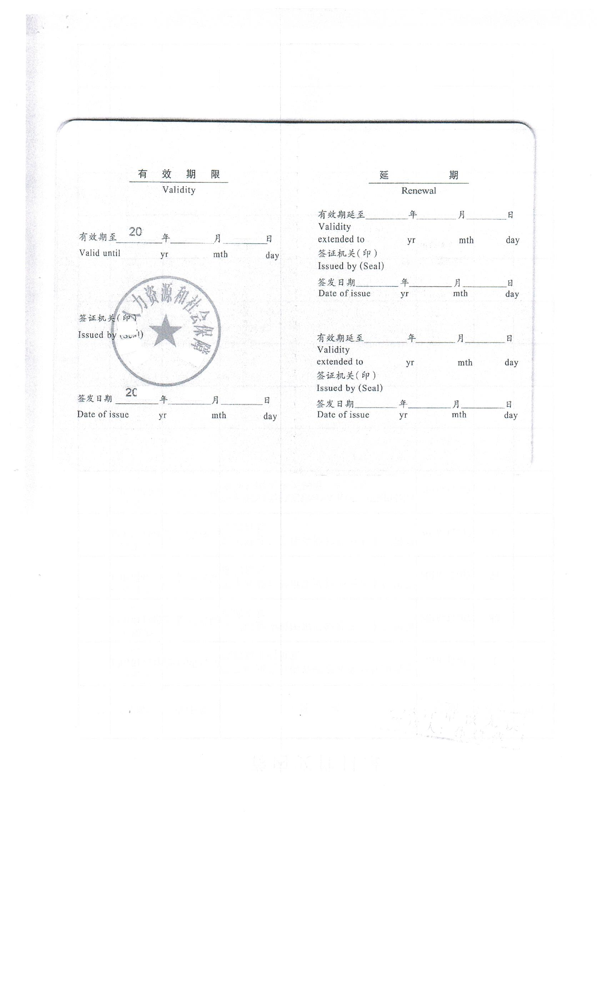 有效期限
Validity
有效期至 20 年 月 日
Valid until yr mth day
人力资源和社会保障
签证机关(印)
Issued by (Seal)
签发日期 20 年 月 日
Date of issue yr mth day
延期
Renewal
有效期延至 年 月 日
Validity
extended to yr mth day
签证机关(印)
Issued by (Seal)
签发日期 年 月 日
Date of issue yr mth day
有效期延至 年 月 日
Validity
extended to yr mth day
签证机关(印)
Issued by (Seal)
签发日期 年 月 日
Date of issue yr mth day